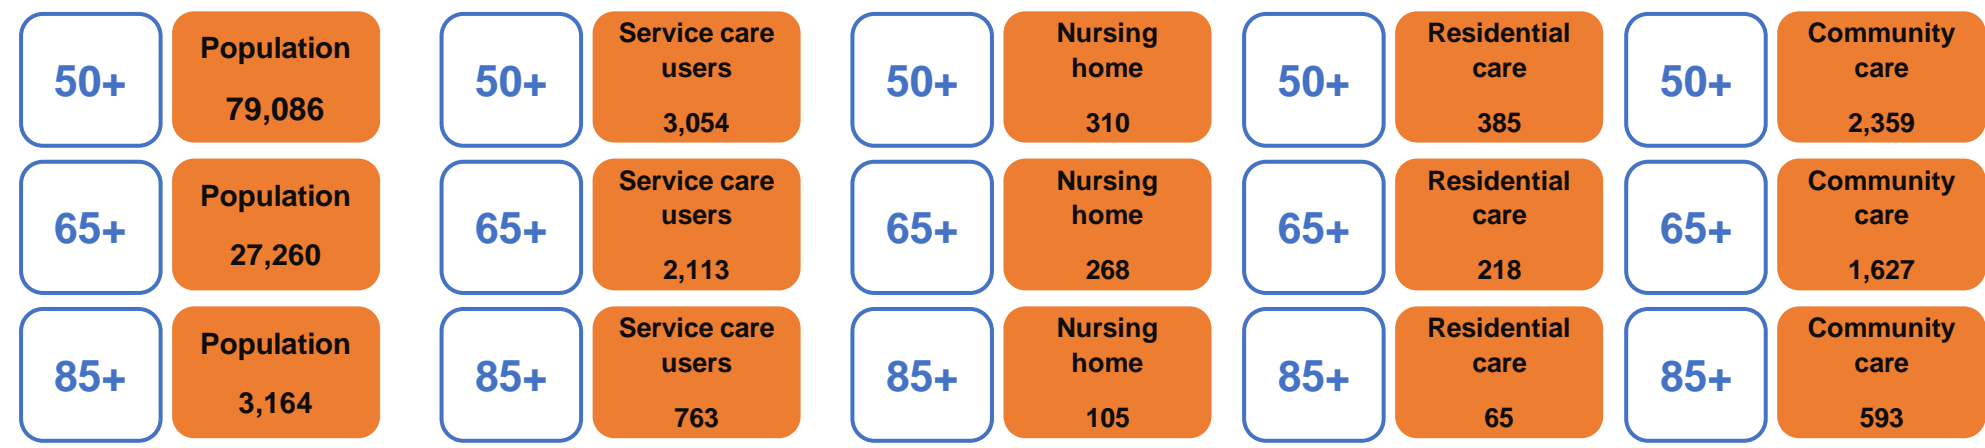 50+
Population
79,086
50+
Service care
users
3,054
50+
Nursing
home
310
50+
Residential
care
385
50+
Community
care
2,359
65+
Population
27,260
65+
Service care
users
2,113
65+
Nursing
home
268
65+
Residential
care
218
65+
Community
care
1,627
85+
Population
3,164
85+
Service care
users
763
85+
Nursing
home
105
85+
Residential
care
65
85+
Community
care
593